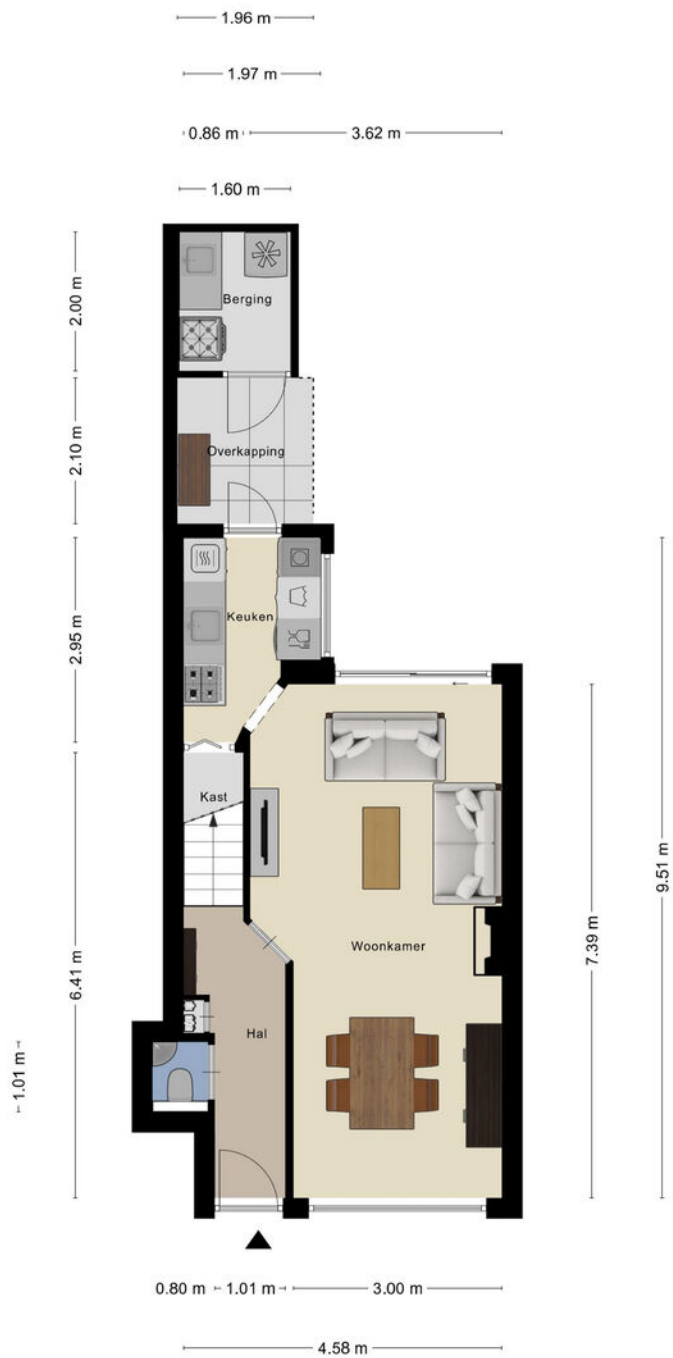 1.96 m
1.97 m
0.86 m 3.62 m
1.60 m
2.00 m
Berging
2.10 m
Overkapping
2.95 m
Keuken
Kast
9.51 m
7.39 m
Woonkamer
6.41 m
Hal
1.01 m
0.80 m 1.01 m 3.00 m
4.58 m